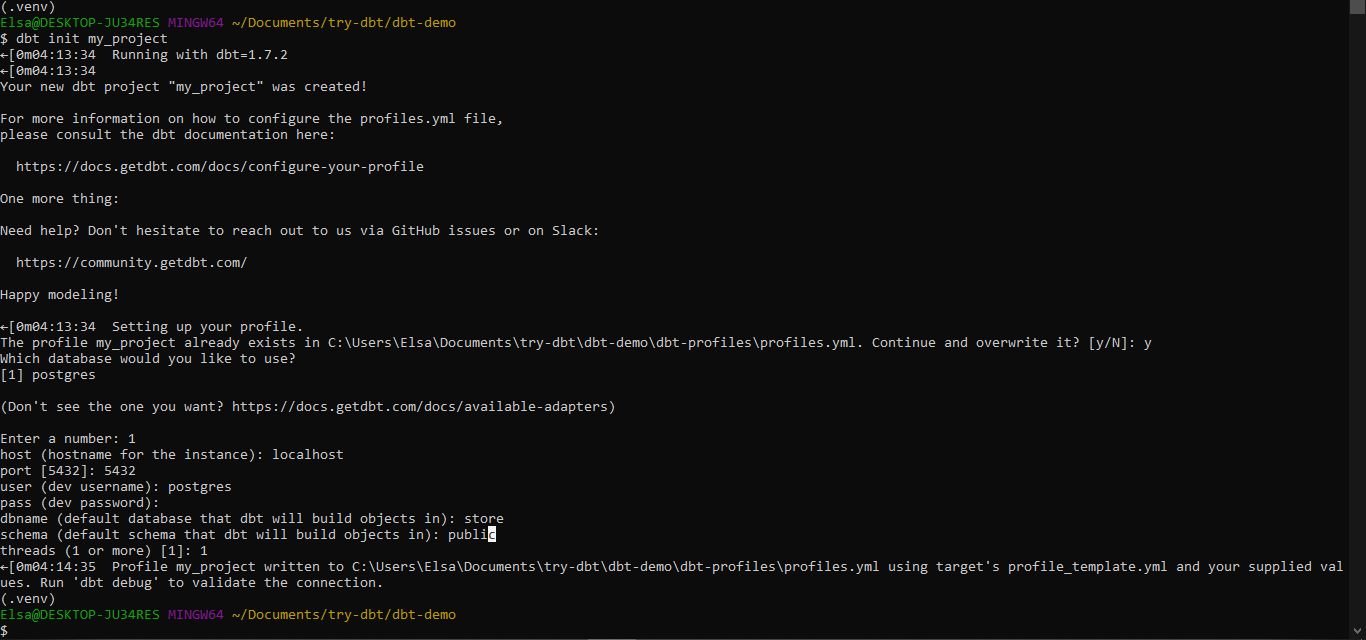 (.venv)
Elsa@DESKTOP-JU34RES MINGW64 ~/Documents/try-dbt/dbt-demo
$ dbt init my_project
←[0m04:13:34  Running with dbt=1.7.2
←[0m04:13:34
Your new dbt project "my_project" was created!
For more information on how to configure the profiles.yml file,
please consult the dbt documentation here:
https://docs.getdbt.com/docs/configure-your-profile
One more thing:
Need help? Don't hesitate to reach out to us via GitHub issues or on Slack:
https://community.getdbt.com/
Happy modeling!
←[0m04:13:34  Setting up your profile.
The profile my_project already exists in C:\Users\Elsa\Documents\try-dbt\dbt-demo\dbt-profiles\profiles.yml. Continue and overwrite it? [y/N]: y
Which database would you like to use?
[1] postgres
(Don't see the one you want? https://docs.getdbt.com/docs/available-adapters)
Enter a number: 1
host (hostname for the instance): localhost
port [5432]: 5432
user (dev username): postgres
pass (dev password):
dbname (default database that dbt will build objects in): store
schema (default schema that dbt will build objects in): public
threads (1 or more) [1]: 1
←[0m04:14:35  Profile my_project written to C:\Users\Elsa\Documents\try-dbt\dbt-demo\dbt-profiles\profiles.yml using target's profile_template.yml and your supplied val
ues. Run 'dbt debug' to validate the connection.
(.venv)
Elsa@DESKTOP-JU34RES MINGW64 ~/Documents/try-dbt/dbt-demo
$